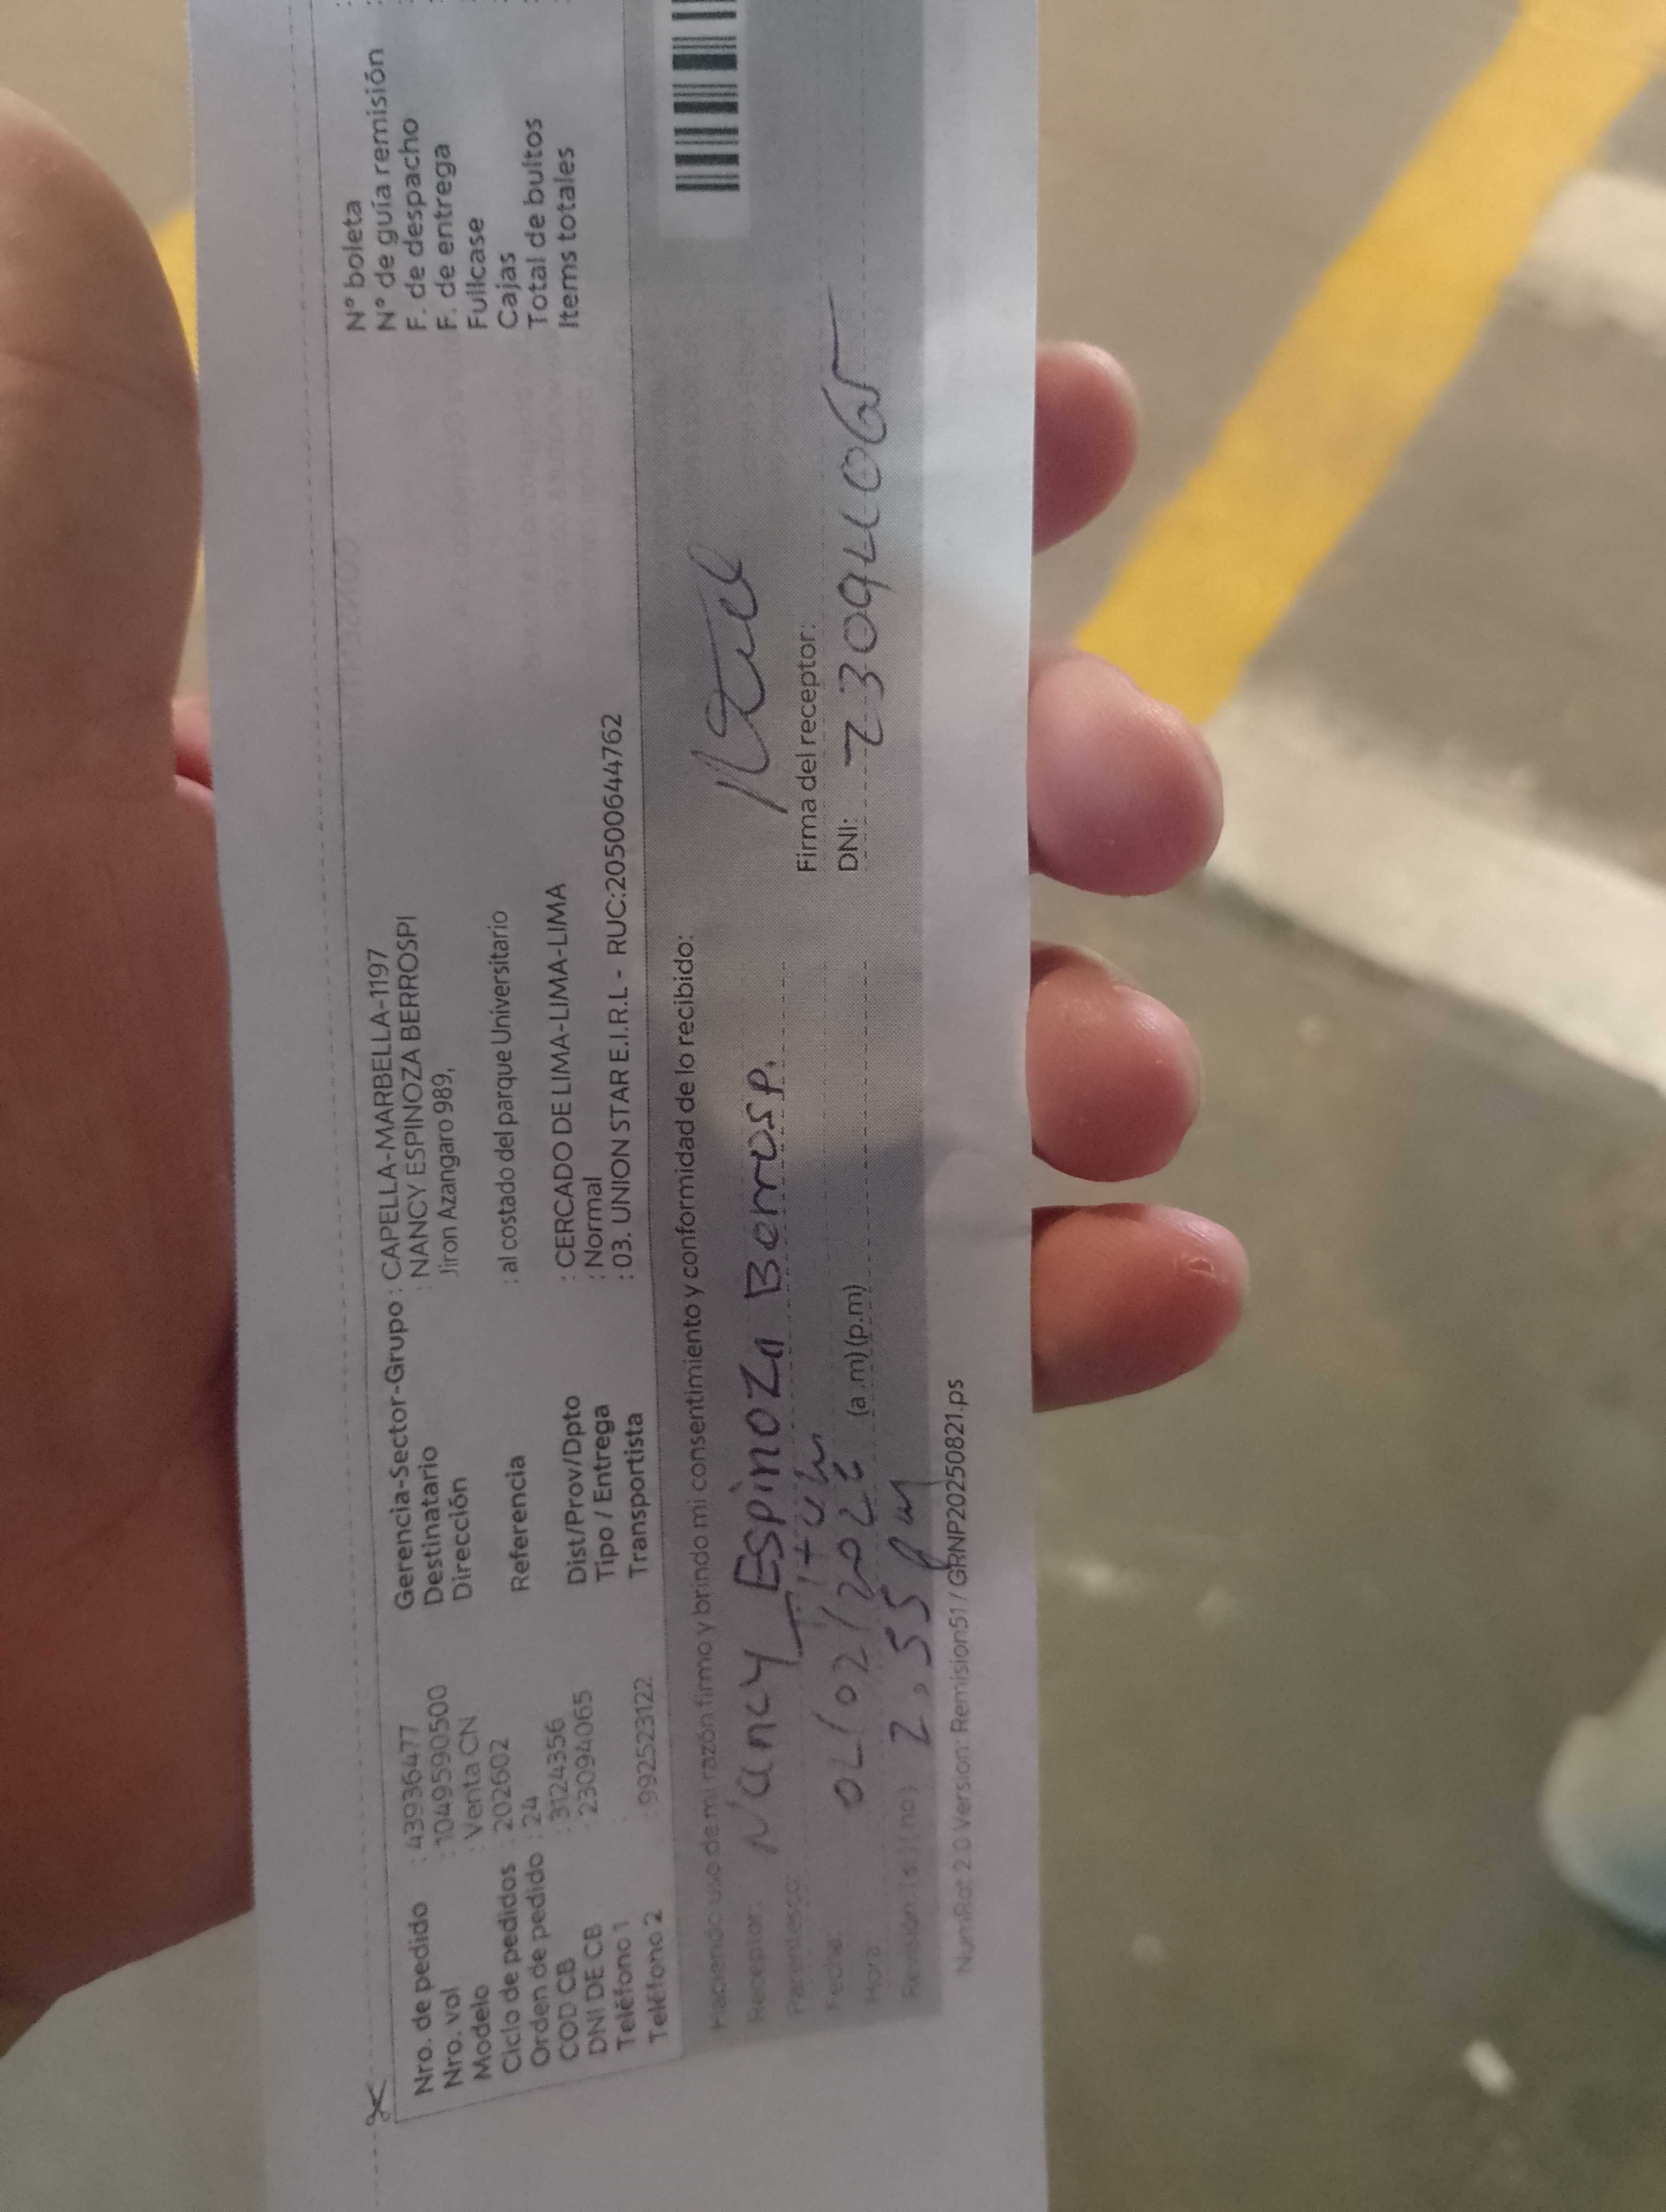 Nro. de pedido : 43936477
Nro. vol : 1049590500
Modelo : Venta CN
Ciclo de pedidos : 202602
Orden de pedido : 24
COD CB : 3124356
DNI DE CB : 23094065
Teléfono 1
Teléfono 2 : 992523122
Gerencia-Sector-Grupo : CAPELLA-MARBELLA-1197
Destinatario : NANCY ESPINOZA BERROSPI
Dirección Jiron Azangaro 989,
Referencia : al costado del parque Universitario
Dist/Prov/Dpto : CERCADO DE LIMA-LIMA-LIMA
Tipo / Entrega : Normal
Transportista : 03. UNION STAR E.I.R.L - RUC:20500644762
N° boleta :
N° de guía remisión :
F. de despacho :
F. de entrega :
Fullcase :
Cajas :
Total de bultos :
Items totales :
Haciendo uso de mi razón firmo y brindo mi consentimiento y conformidad de lo recibido:
Receptor: Nancy Espinoza Berrospi
Parentesco: Titular
Fecha: 04/02/2026
Hora: 2.55 pm (a.m) (p.m)
Revisión: (si) (no)
Firma del receptor:
DNI: 23094065
NumRot 2.0 Version: Remision51 / GRNP20250821.ps